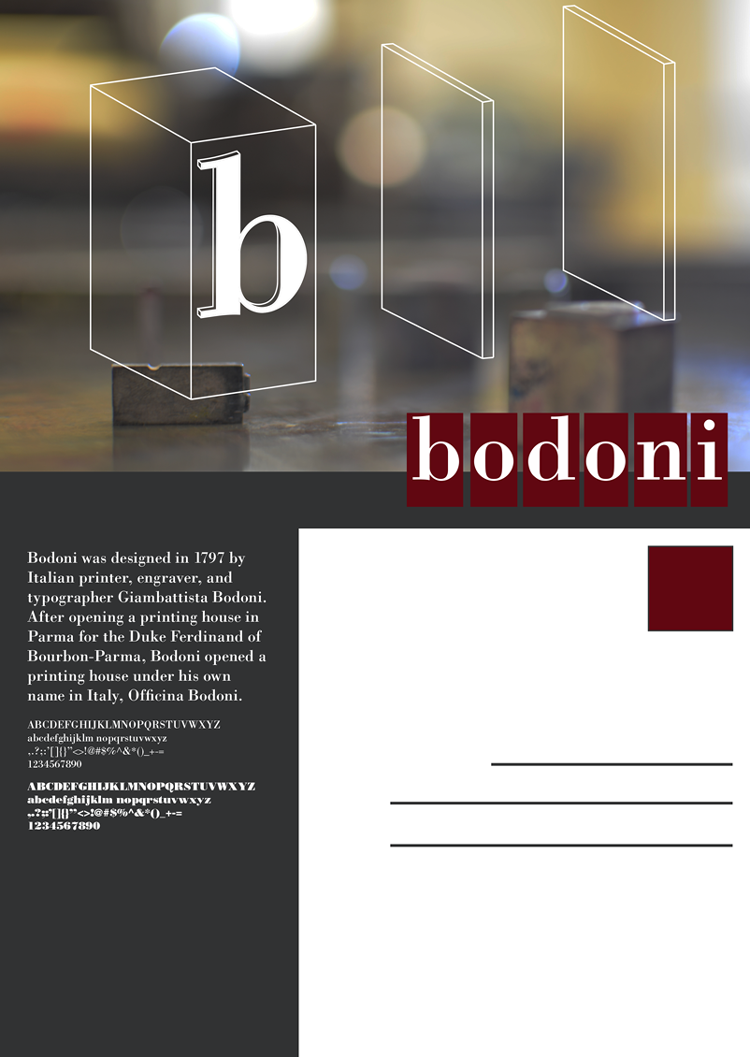 b
bodoni
Bodoni was designed in 1797 by
Italian printer, engraver, and
typographer Giambattista Bodoni.
After opening a printing house in
Parma for the Duke Ferdinand of
Bourbon-Parma, Bodoni opened a
printing house under his own
name in Italy, Officina Bodoni.
ABCDEFGHIJKLMNOPQRSTUVWXYZ
abcdefghijklm nopqrstuvwxyz
,.?;:'[]{}"<>!@#$%^&*()_+-=
1234567890
ABCDEFGHIJKLMNOPQRSTUVWXYZ
abcdefghijklm nopqrstuvwxyz
,.?;:'[]{}"<>!@#$%^&*()_+-=
1234567890